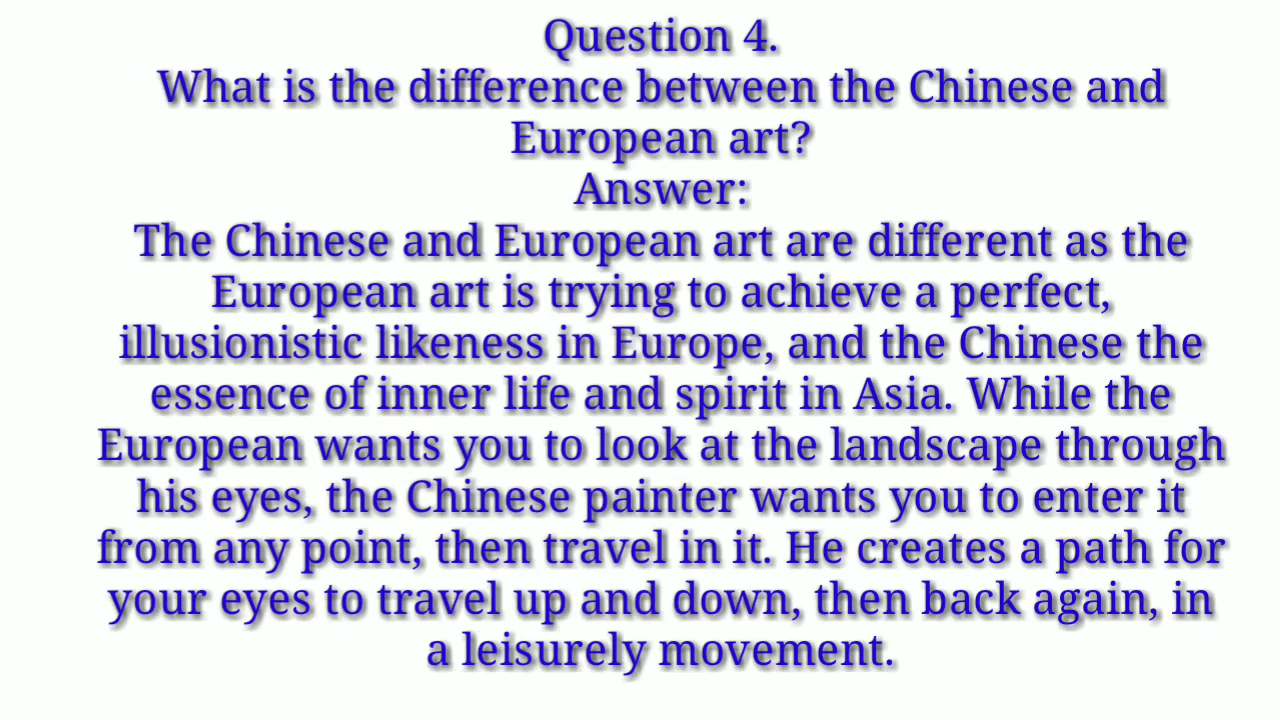 Question 4.
What is the difference between the Chinese and
European art?
Answer:
The Chinese and European art are different as the
European art is trying to achieve a perfect,
illusionistic likeness in Europe, and the Chinese the
essence of inner life and spirit in Asia. While the
European wants you to look at the landscape through
his eyes, the Chinese painter wants you to enter it
from any point, then travel in it. He creates a path for
your eyes to travel up and down, then back again, in
a leisurely movement.